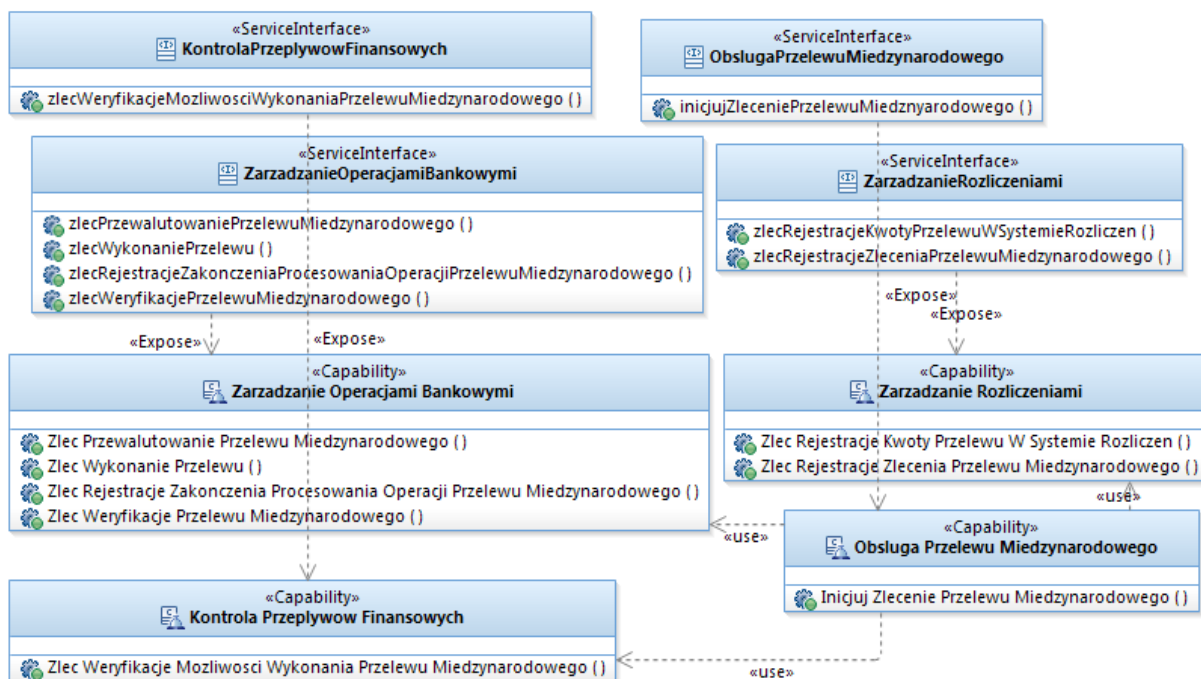 «ServiceInterface»
KontrolaPrzeplywowFinansowych
zlecWeryfikacjeMozliwosciWykonaniaPrzelewuMiedzynarodowego ( )
«ServiceInterface»
ObslugaPrzelewuMiedzynarodowego
inicjujZleceniePrzelewuMiedznyarodowego ( )
«ServiceInterface»
ZarzadzanieOperacjamiBankowymi
zlecPrzewalutowaniePrzelewuMiedzynarodowego ( )
zlecWykonaniePrzelewu ( )
zlecRejestracjeZakonczeniaProcesowaniaOperacjiPrzelewuMiedzynarodowego ( )
zlecWeryfikacjePrzelewuMiedzynarodowego ( )
«ServiceInterface»
ZarzadzanieRozliczeniami
zlecRejestracjeKwotyPrzelewuWSystemieRozliczen ( )
zlecRejestracjeZleceniaPrzelewuMiedzynarodowego ( )
«Expose»
«Expose»
«Expose»
«Expose»
«Capability»
Zarzadzanie Operacjami Bankowymi
Zlec Przewalutowanie Przelewu Miedzynarodowego ( )
Zlec Wykonanie Przelewu ( )
Zlec Rejestracje Zakonczenia Procesowania Operacji Przelewu Miedzynarodowego ( )
Zlec Weryfikacje Przelewu Miedzynarodowego ( )
«Capability»
Zarzadzanie Rozliczeniami
Zlec Rejestracje Kwoty Przelewu W Systemie Rozliczen ( )
Zlec Rejestracje Zlecenia Przelewu Miedzynarodowego ( )
«use»
«use»
«Capability»
Obsluga Przelewu Miedzynarodowego
Inicjuj Zlecenie Przelewu Miedzynarodowego ( )
«Capability»
Kontrola Przeplywow Finansowych
Zlec Weryfikacje Mozliwosci Wykonania Przelewu Miedzynarodowego ( )
«use»